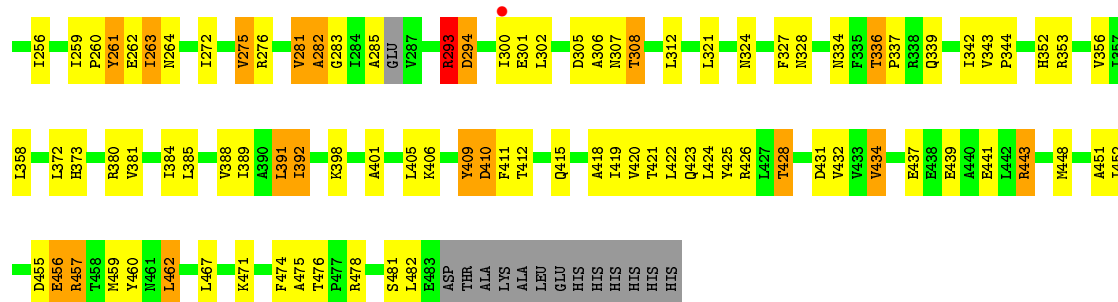 I256 I259 P260 Y261 E262 I263 N264 I272 V275 R276 V281 A282 G283 I284 A285 GLU V287 R293 D294 I300 E301 L302 D305 A306 N307 T308 L312 L321 N324 F327 N328 N334 F335 T336 P337 R338 Q339 I342 V343 P344 H352 R353 V356
L358 L372 H373 R380 V381 I384 L385 V388 I389 A390 L391 I392 K398 A401 L405 K406 Y409 D410 F411 T412 Q415 A418 I419 V420 T421 L422 Q423 L424 Y425 R426 L427 T428 D431 V432 V433 V434 E437 E438 E439 A440 E441 L442 R443 M448 A451
D455 E456 R457 T458 M459 Y460 N461 L462 L467 K471 F474 A475 T476 P477 R478 S481 L482 E483 ASP THR ALA LYS ALA LEU GLU HIS HIS HIS HIS HIS HIS